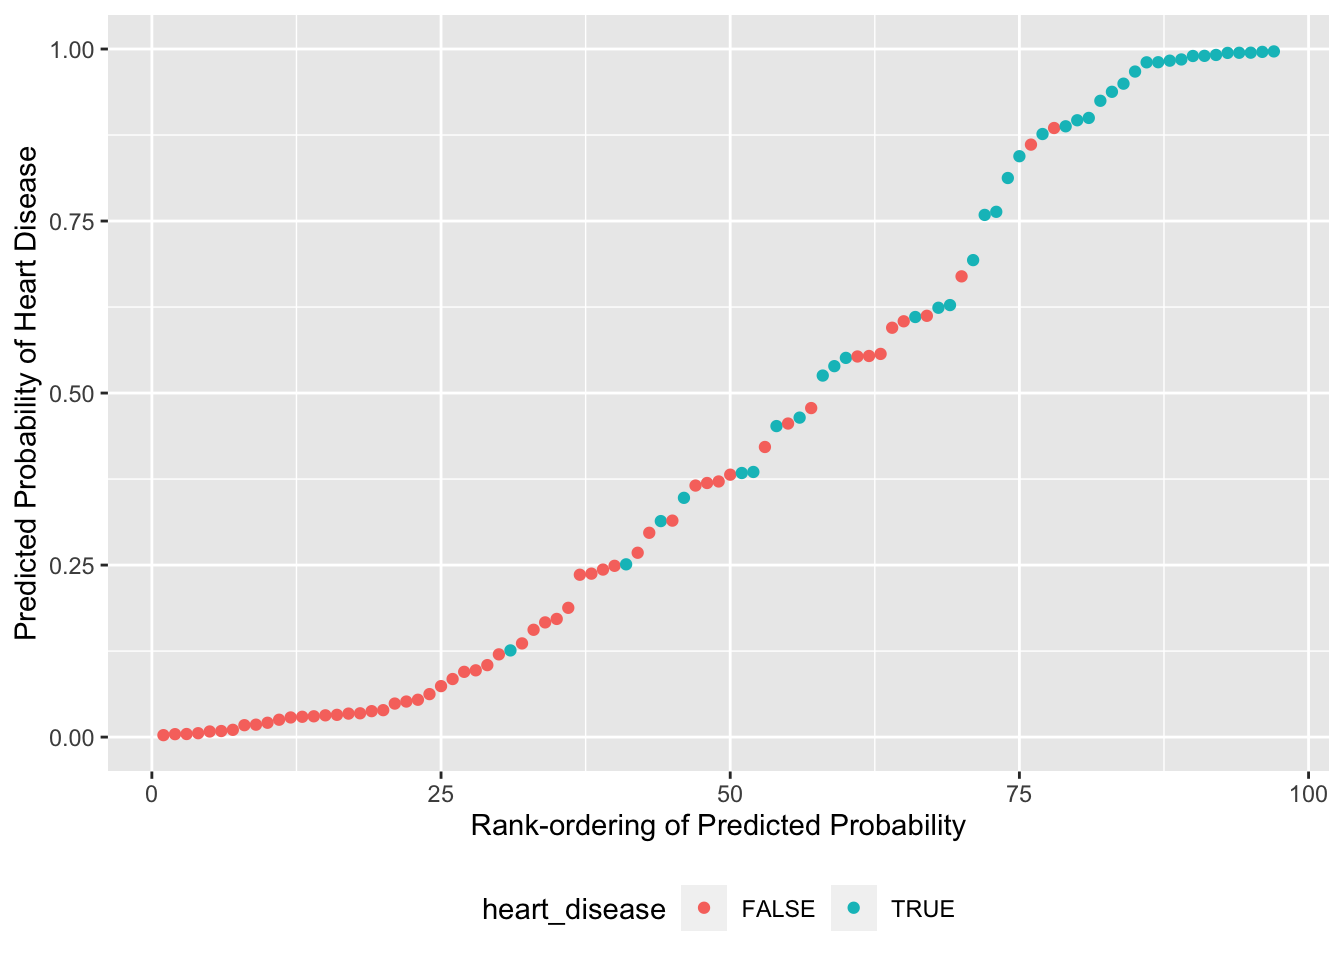 Predicted Probability of Heart Disease
1.00
0.75
0.50
0.25
0.00
0 25 50 75 100
Rank-ordering of Predicted Probability
heart_disease FALSE TRUE